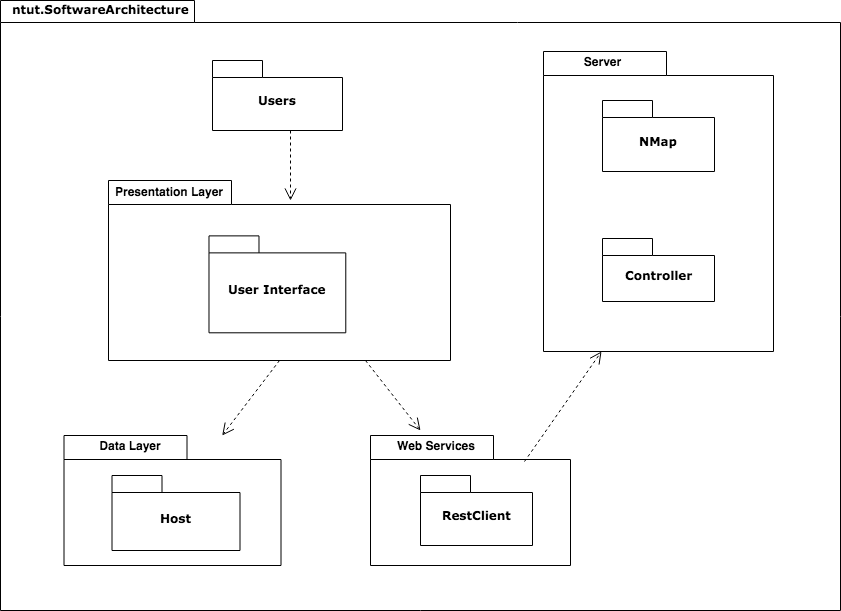 ntut.SoftwareArchitecture
Users
Server
NMap
Presentation Layer
User Interface
Controller
Data Layer
Host
Web Services
RestClient